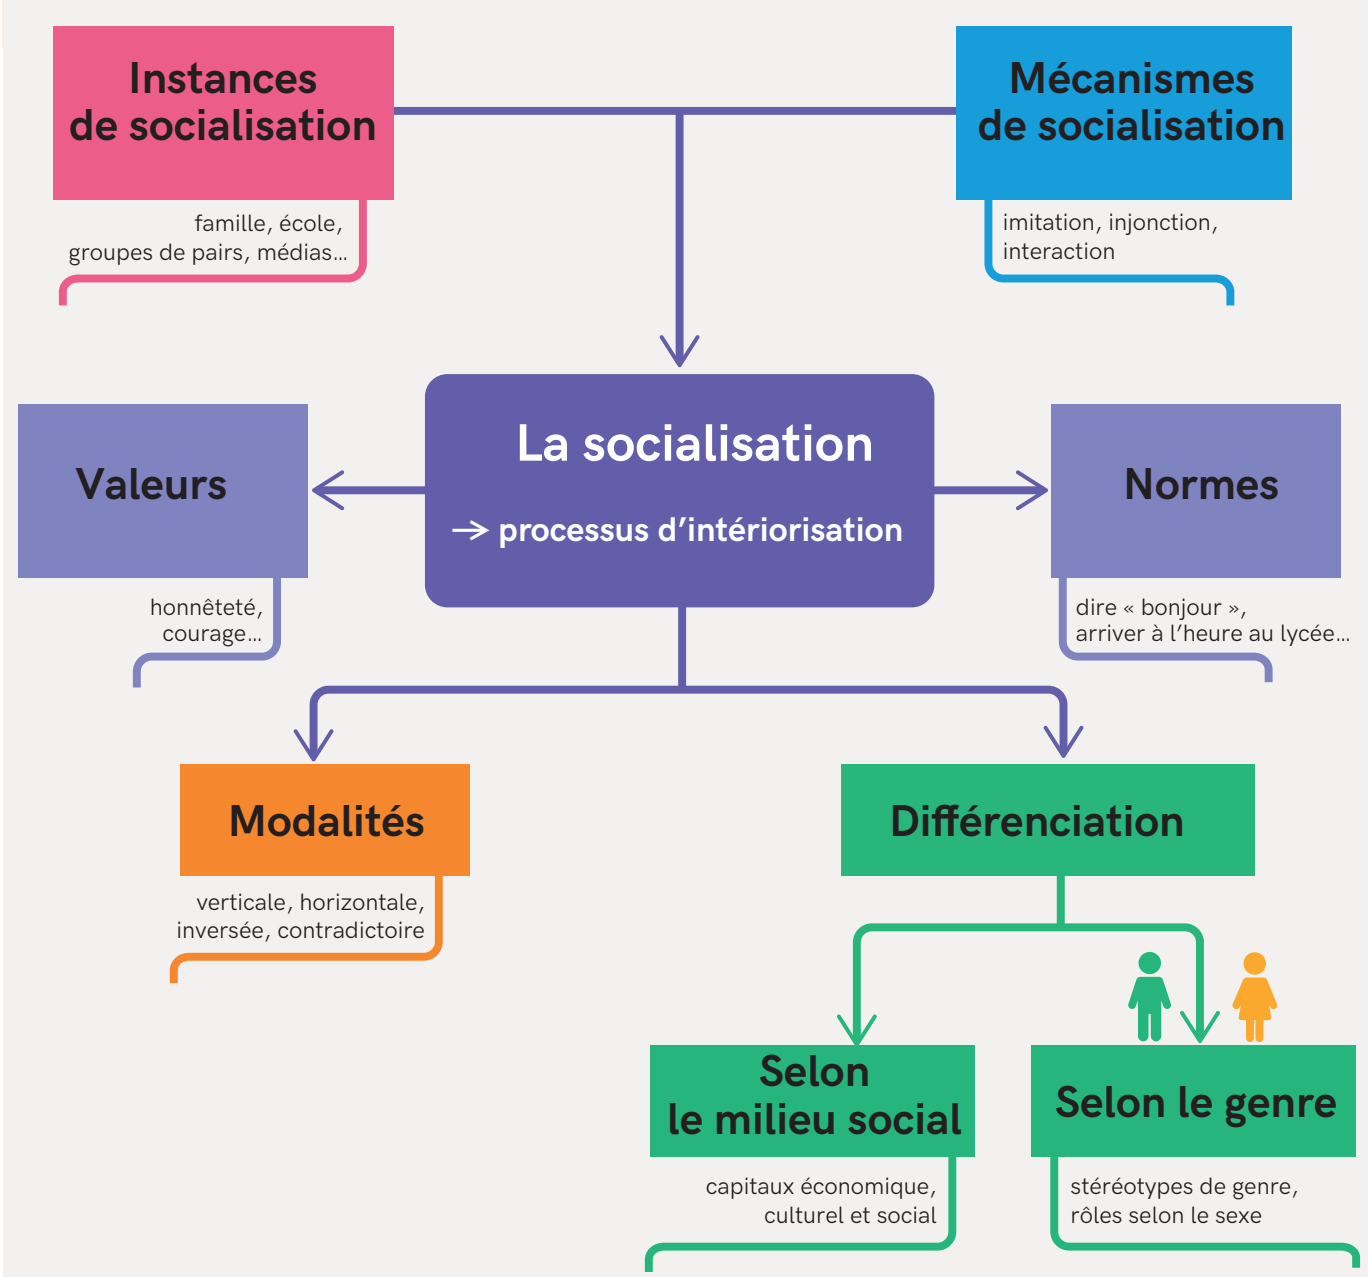 Instances
de socialisation
famille, école,
groupes de pairs, médias…
Mécanismes
de socialisation
imitation, injonction,
interaction
La socialisation
→ processus d’intériorisation
Valeurs
honnêteté,
courage…
Normes
dire « bonjour »,
arriver à l’heure au lycée…
Modalités
verticale, horizontale,
inversée, contradictoire
Différenciation
Selon
le milieu social
capitaux économique,
culturel et social
Selon le genre
stéréotypes de genre,
rôles selon le sexe